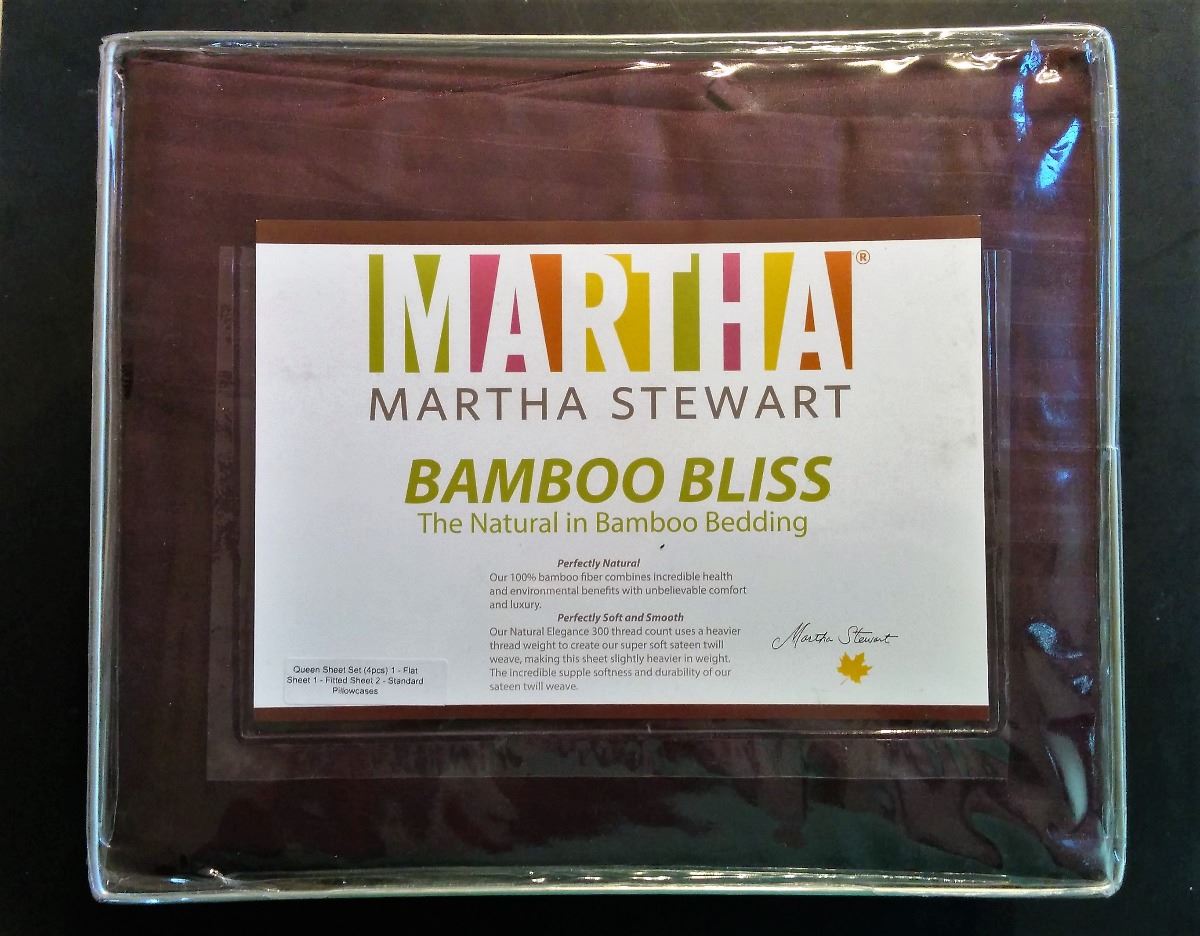 MARTHA®
MARTHA STEWART
BAMBOO BLISS
The Natural in Bamboo Bedding
Perfectly Natural
Our 100% bamboo fiber combines incredible health
and environmental benefits with unbelievable comfort
and luxury.
Perfectly Soft and Smooth
Our Natural Elegance 300 thread count uses a heavier
thread weight to create our super soft sateen twill
weave, making this sheet slightly heavier in weight.
The incredible supple softness and durability of our
sateen twill weave.
Martha Stewart
Queen Sheet Set (4pcs) 1 - Flat
Sheet 1 - Fitted Sheet 2 - Standard
Pillowcases